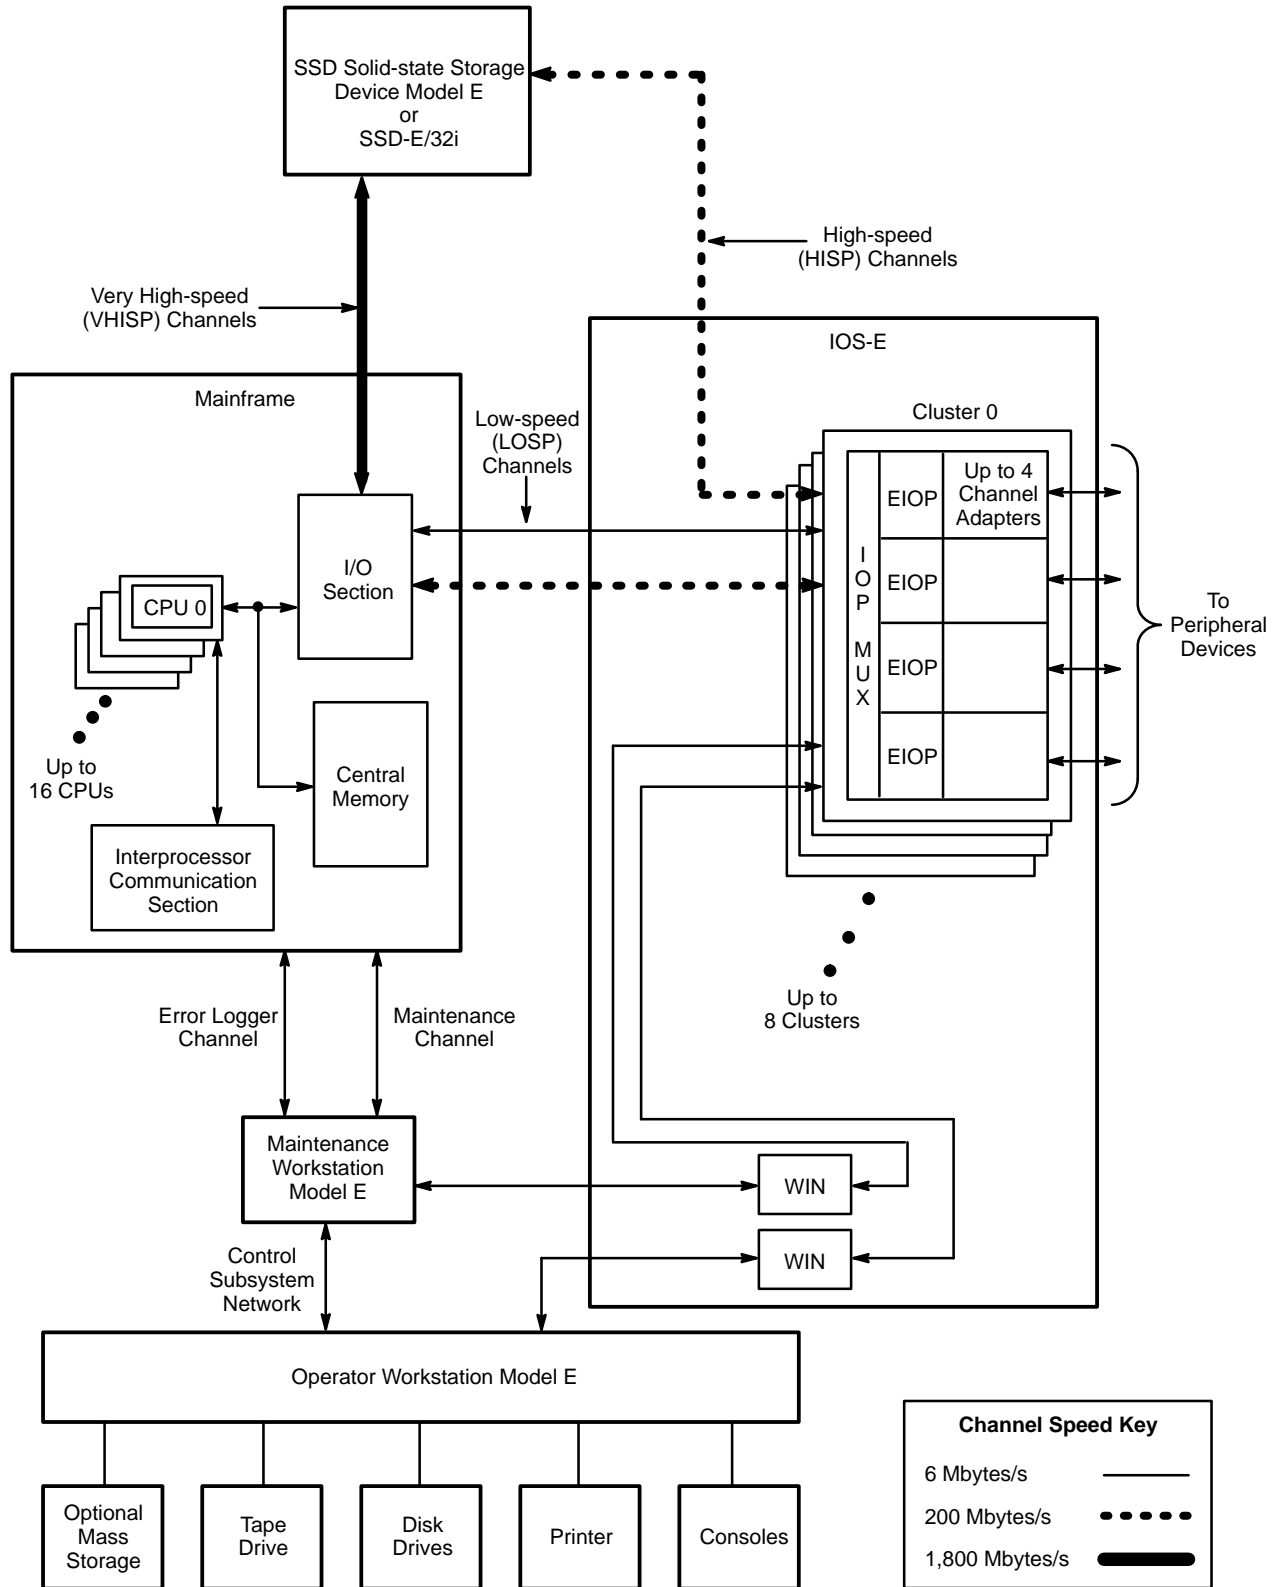 SSD Solid-state Storage
Device Model E
or
SSD-E/32i
High-speed
(HISP) Channels
Very High-speed
(VHISP) Channels
IOS-E
Mainframe
Low-speed
(LOSP)
Channels
Cluster 0
I/O
Section
CPU 0
Up to
16 CPUs
Central
Memory
Interprocessor
Communication
Section
IOP MUX
EIOP
Up to 4
Channel
Adapters
EIOP
EIOP
EIOP
To
Peripheral
Devices
Up to
8 Clusters
Error Logger
Channel
Maintenance
Channel
Maintenance
Workstation
Model E
WIN
WIN
Control
Subsystem
Network
Operator Workstation Model E
Optional
Mass
Storage
Tape
Drive
Disk
Drives
Printer
Consoles
Channel Speed Key
6 Mbytes/s
200 Mbytes/s
1,800 Mbytes/s